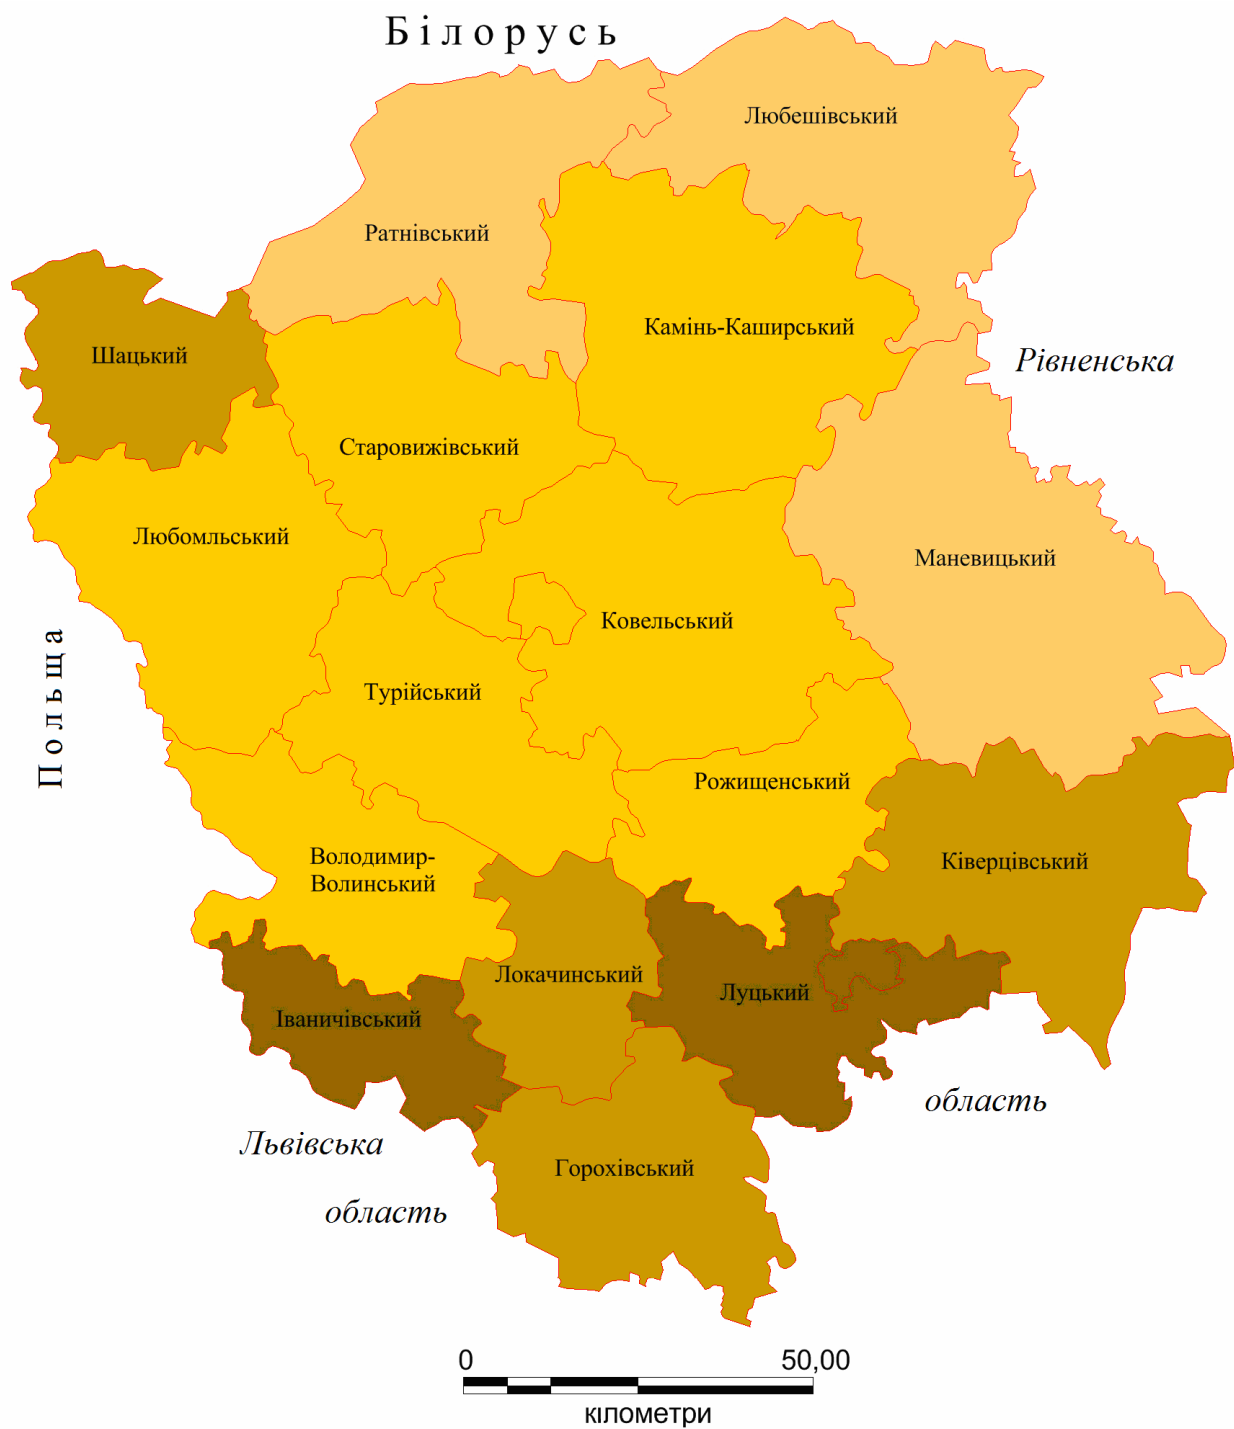 Білорусь
Любешівський
Ратнівський
Камінь-Каширський
Шацький
Рівненська
Старовижівський
Любомльський
Маневицький
Ковельський
Польща
Турійський
Рожищенський
Володимир-
Волинський
Ківерцівський
Локачинський
Луцький
Іваничівський
область
Львівська
Горохівський
область
0 50,00
кілометри